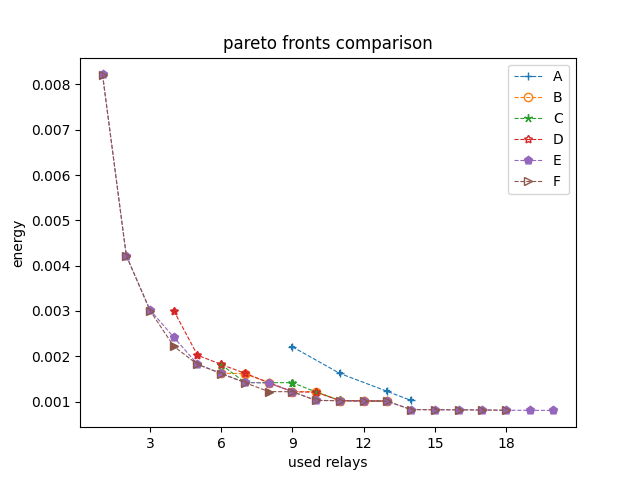 pareto fronts comparison
0.008
0.007
0.006
0.005
0.004
0.003
0.002
0.001
energy
A
B
C
D
E
F
3 6 9 12 15 18
used relays